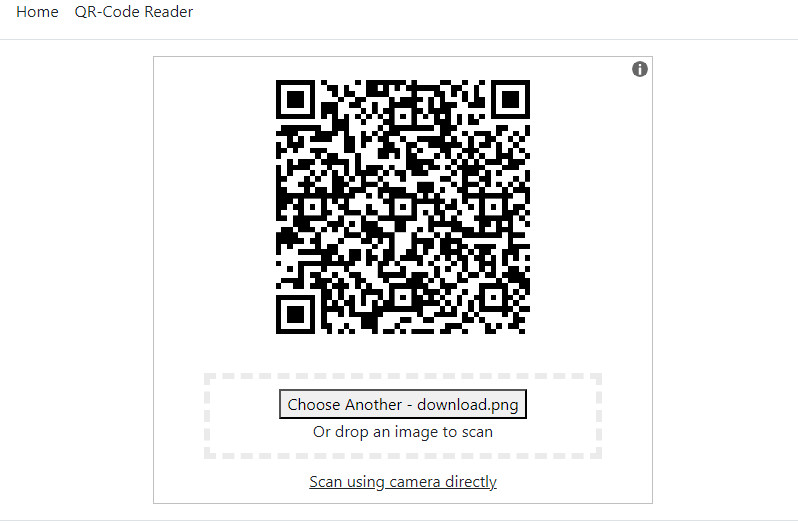 Home QR-Code Reader
Choose Another - download.png
Or drop an image to scan
Scan using camera directly